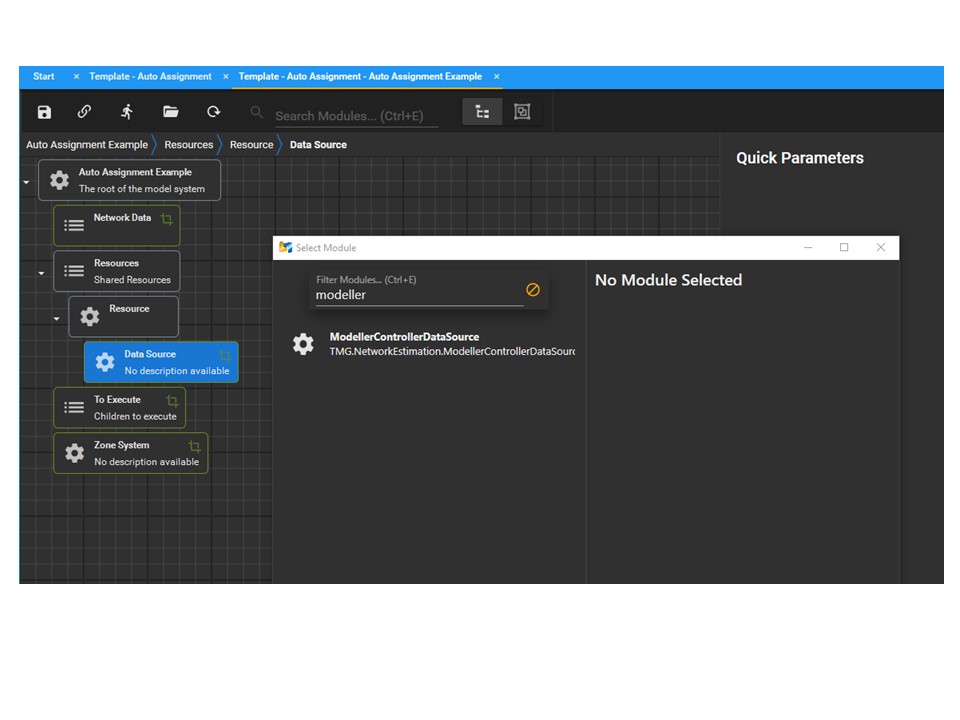 Start × Template - Auto Assignment × Template - Auto Assignment - Auto Assignment Example ×
Search Modules... (Ctrl+E)
Auto Assignment Example Resources Resource Data Source
Quick Parameters
Auto Assignment Example
The root of the model system
Network Data
Resources
Shared Resources
Resource
Data Source
No description available
To Execute
Children to execute
Zone System
No description available
Select Module
Filter Modules... (Ctrl+E)
modeller
ModellerControllerDataSource
TMG.NetworkEstimation.ModellerControllerDataSourc
No Module Selected